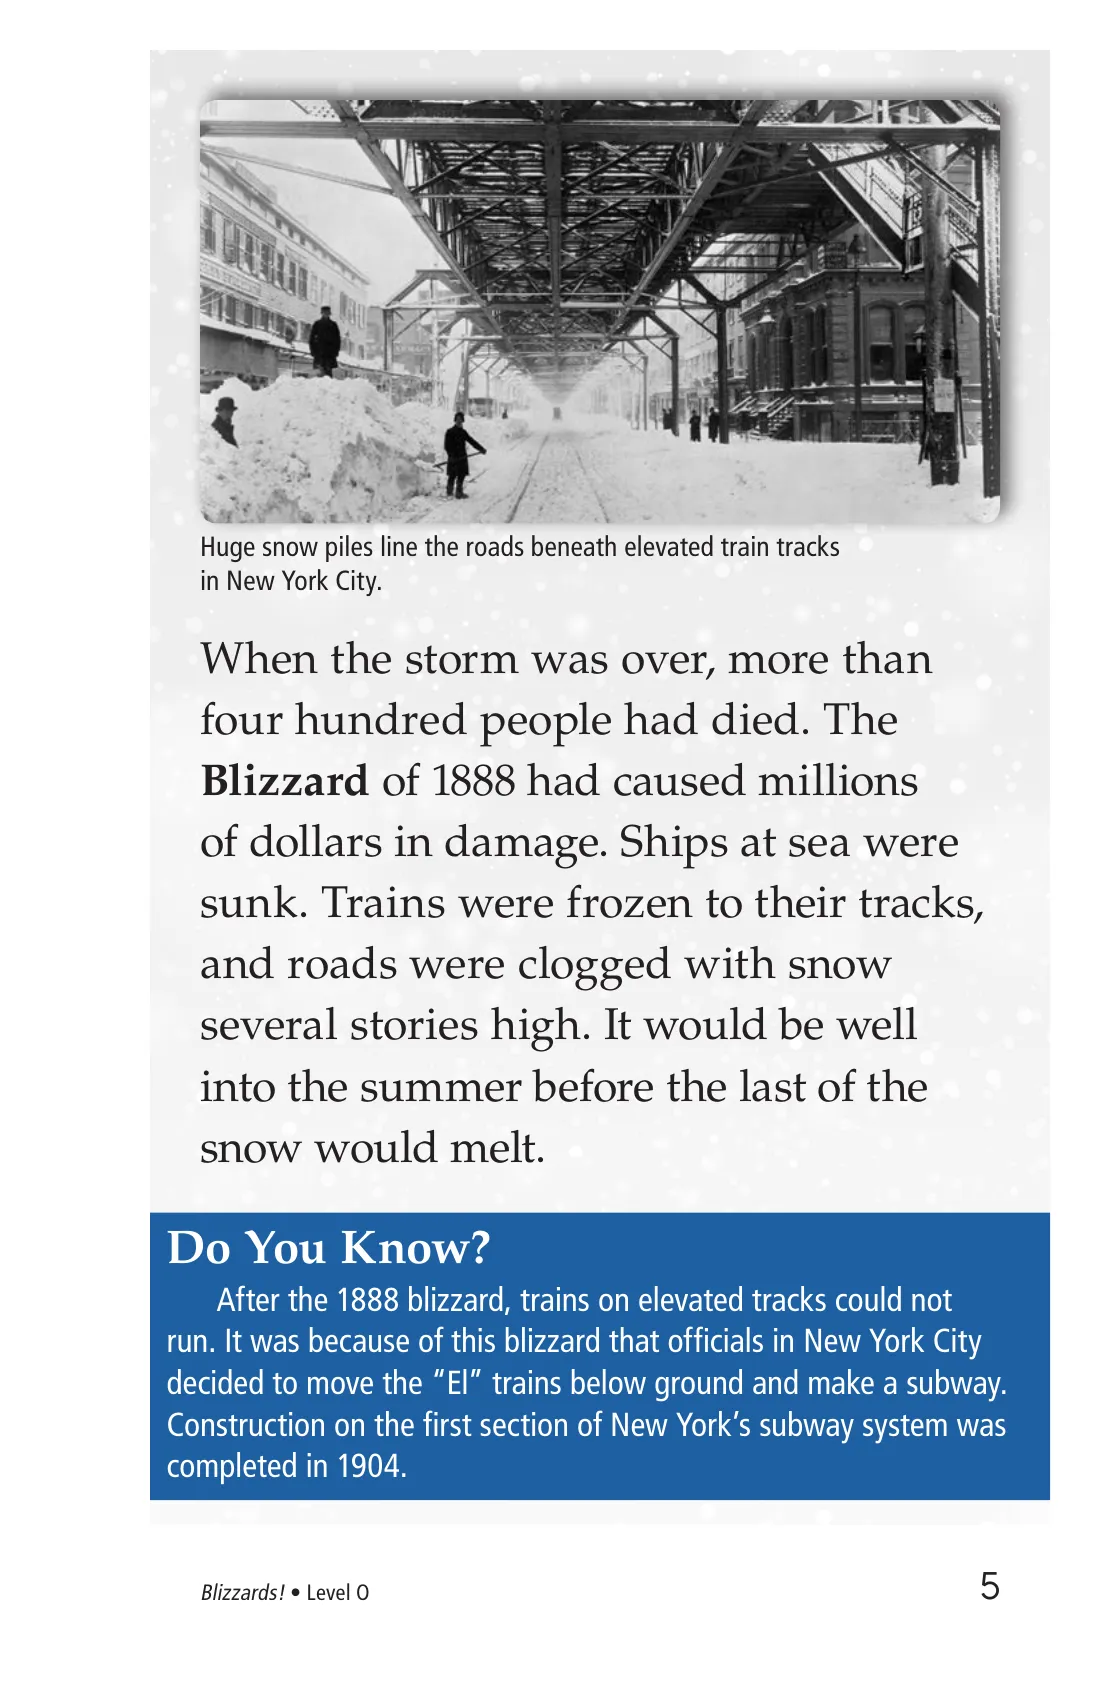 Huge snow piles line the roads beneath elevated train tracks
in New York City.
When the storm was over, more than
four hundred people had died. The
Blizzard of 1888 had caused millions
of dollars in damage. Ships at sea were
sunk. Trains were frozen to their tracks,
and roads were clogged with snow
several stories high. It would be well
into the summer before the last of the
snow would melt.
Do You Know?
After the 1888 blizzard, trains on elevated tracks could not
run. It was because of this blizzard that officials in New York City
decided to move the “El” trains below ground and make a subway.
Construction on the first section of New York’s subway system was
completed in 1904.
Blizzards! • Level O
5